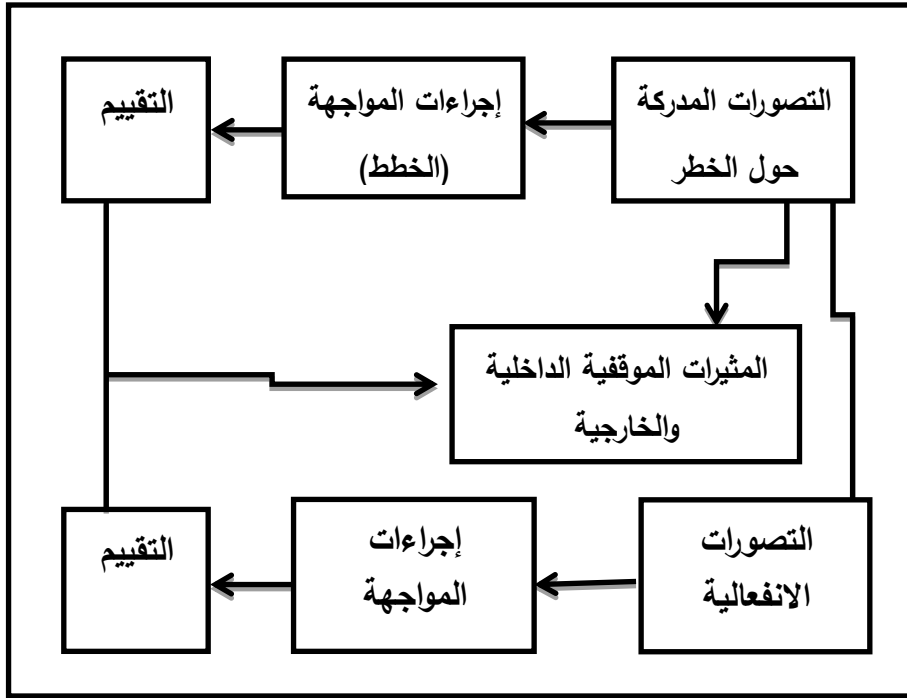 التصورات المدركة
حول الخطر
إجراءات المواجهة
(الخطط)
التقييم
المثيرات الموقفية الداخلية
والخارجية
التصورات
الانفعالية
إجراءات
المواجهة
التقييم